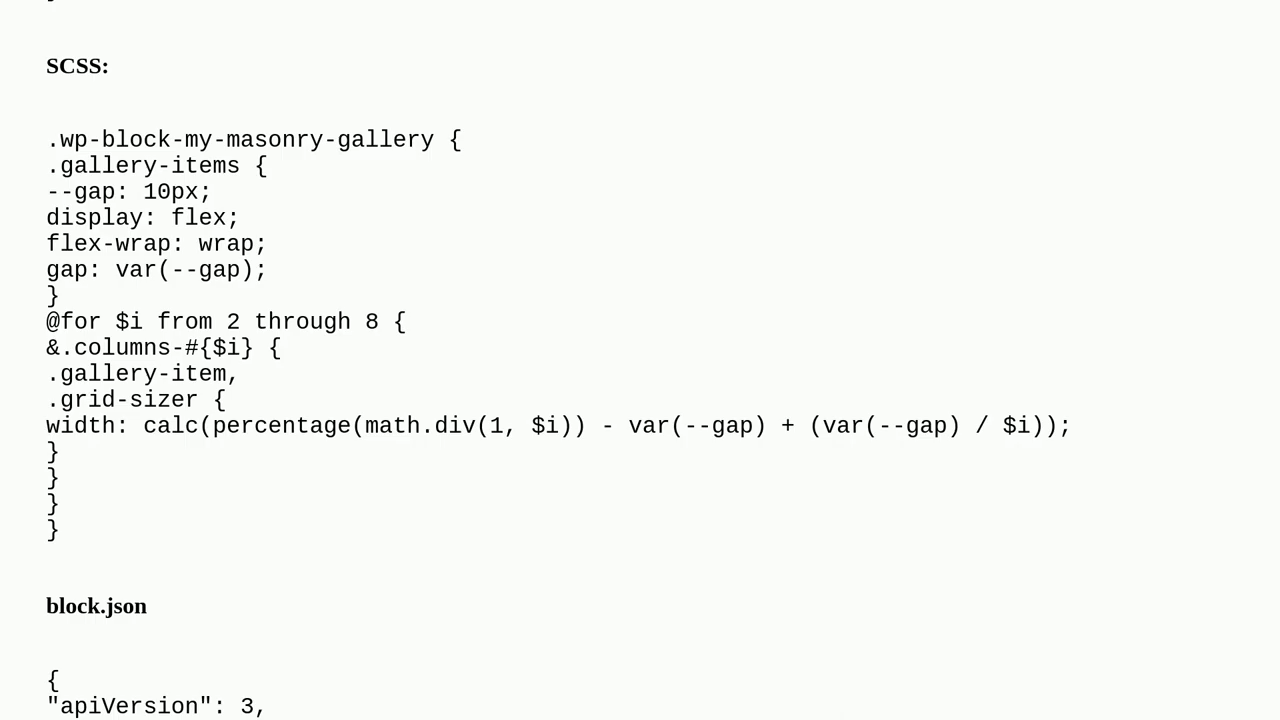 }
SCSS:
.wp-block-my-masonry-gallery {
.gallery-items {
--gap: 10px;
display: flex;
flex-wrap: wrap;
gap: var(--gap);
}
@for $i from 2 through 8 {
&.columns-#{$i} {
.gallery-item,
.grid-sizer {
width: calc(percentage(math.div(1, $i)) - var(--gap) + (var(--gap) / $i));
}
}
}
}
block.json
{
"apiVersion": 3,